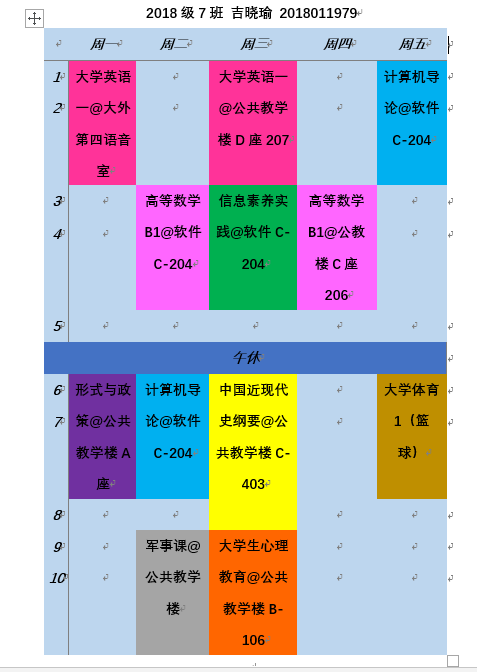 2018 级 7 班 吉晓瑜 2018011979
周一 周二 周三 周四 周五
1 大学英语 大学英语一 计算机导
2 一@大外 @公共教学 论@软件
第四语音 楼 D 座 207 C-204
室
3 高等数学 信息素养实 高等数学
4 B1@软件 践@软件 C- B1@公教
C-204 204 楼 C 座
206
5
午休
6 形式与政 计算机导 中国近现代 大学体育
7 策@公共 论@软件 史纲要@公 1（篮
教学楼 A C-204 共教学楼 C- 球）
座 403
8
9 军事课@ 大学生心理
10 公共教学 教育@公共
楼 教学楼 B-
106